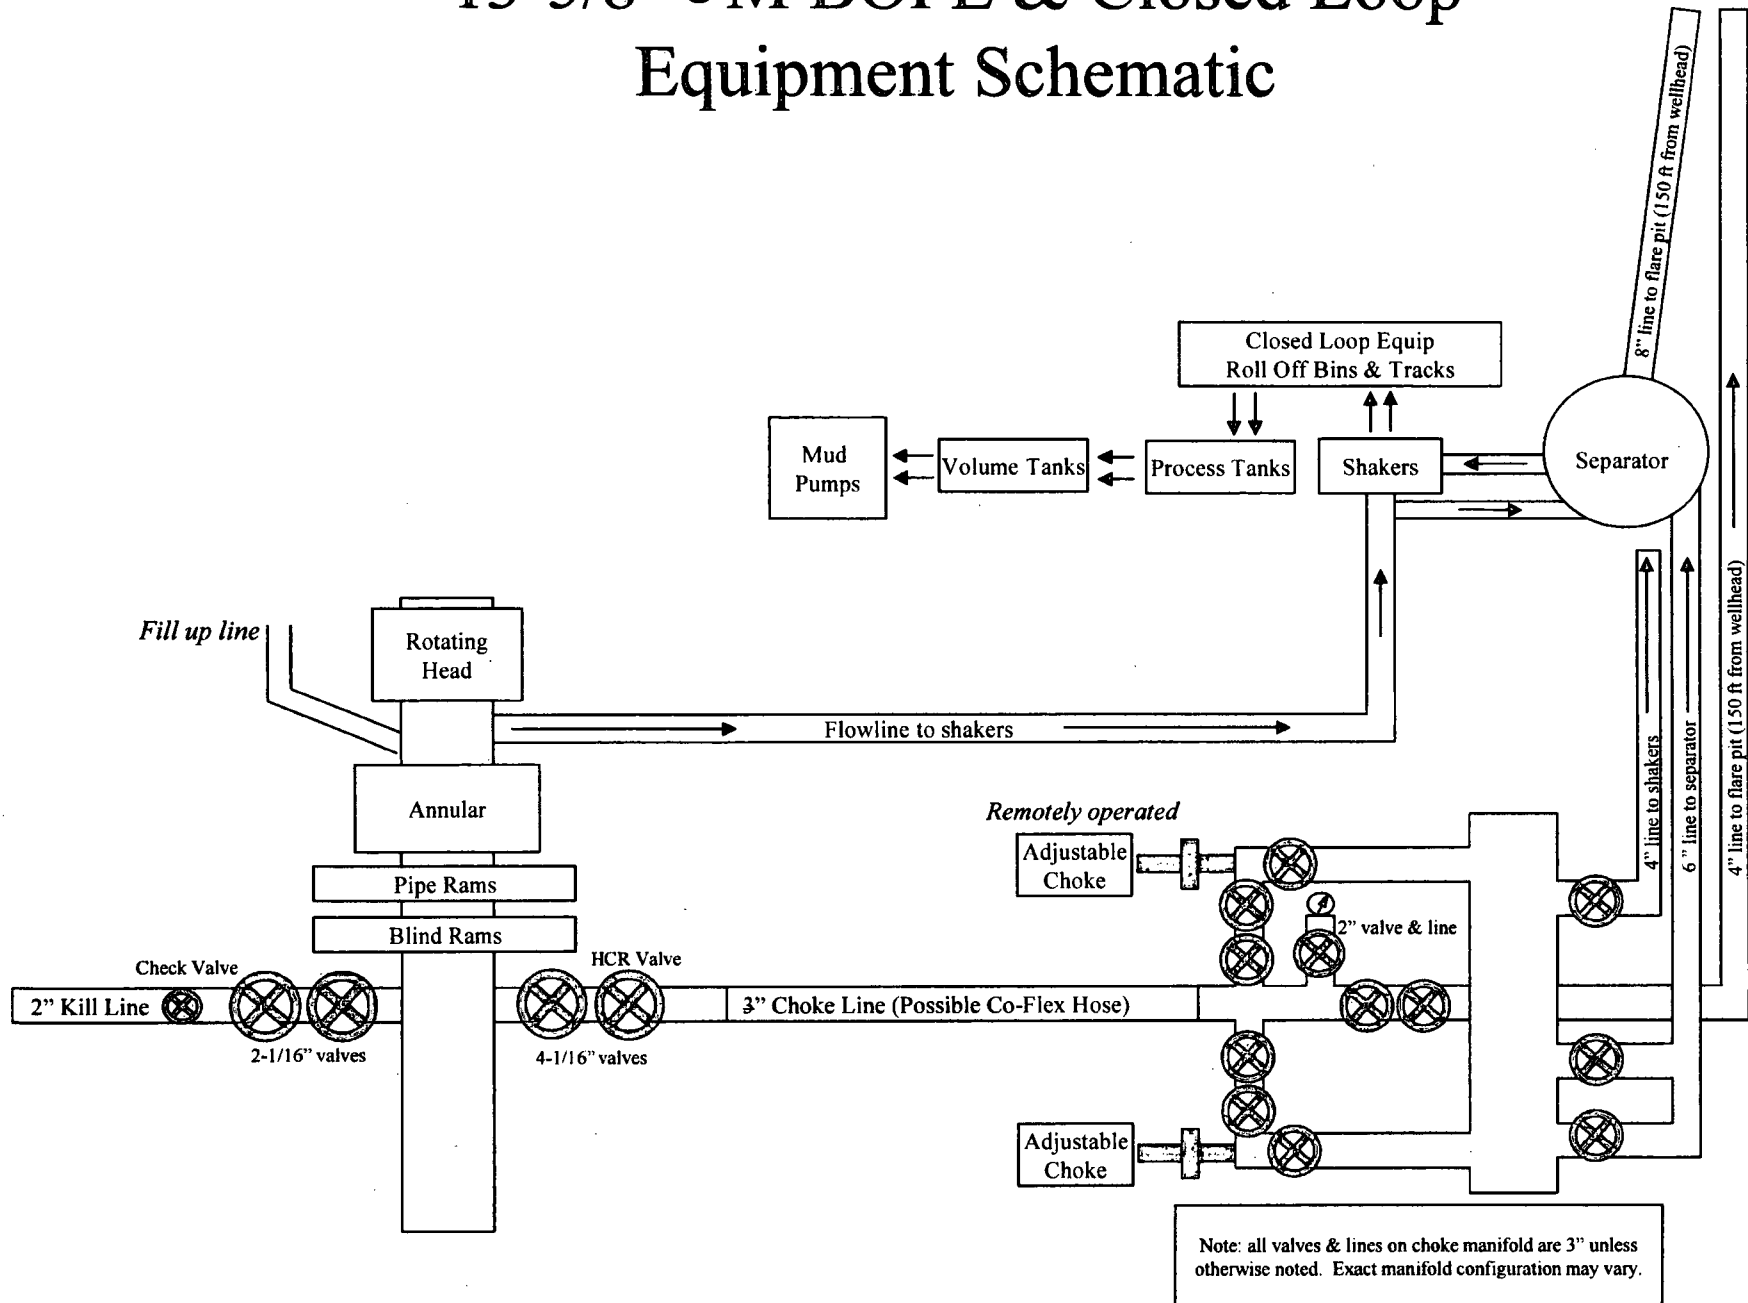 BOPE & Closed Loop
Equipment Schematic
8" line to flare pit (150 ft from wellhead)
Closed Loop Equip
Roll Off Bins & Tracks
Mud
Pumps
Volume Tanks
Process Tanks
Shakers
Separator
Fill up line
Rotating
Head
Flowline to shakers
4" line to shakers
6 " line to separator
4" line to flare pit (150 ft from wellhead)
Annular
Remotely operated
Adjustable
Choke
Pipe Rams
Blind Rams
2" valve & line
Check Valve
HCR Valve
2" Kill Line
3" Choke Line (Possible Co-Flex Hose)
2-1/16" valves
4-1/16" valves
Adjustable
Choke
Note: all valves & lines on choke manifold are 3" unless
otherwise noted. Exact manifold configuration may vary.